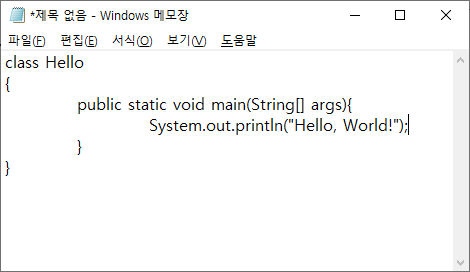 *제목 없음 - Windows 메모장
파일(F) 편집(E) 서식(O) 보기(V) 도움말
class Hello
{
public static void main(String[] args){
System.out.println("Hello, World!");
}
}